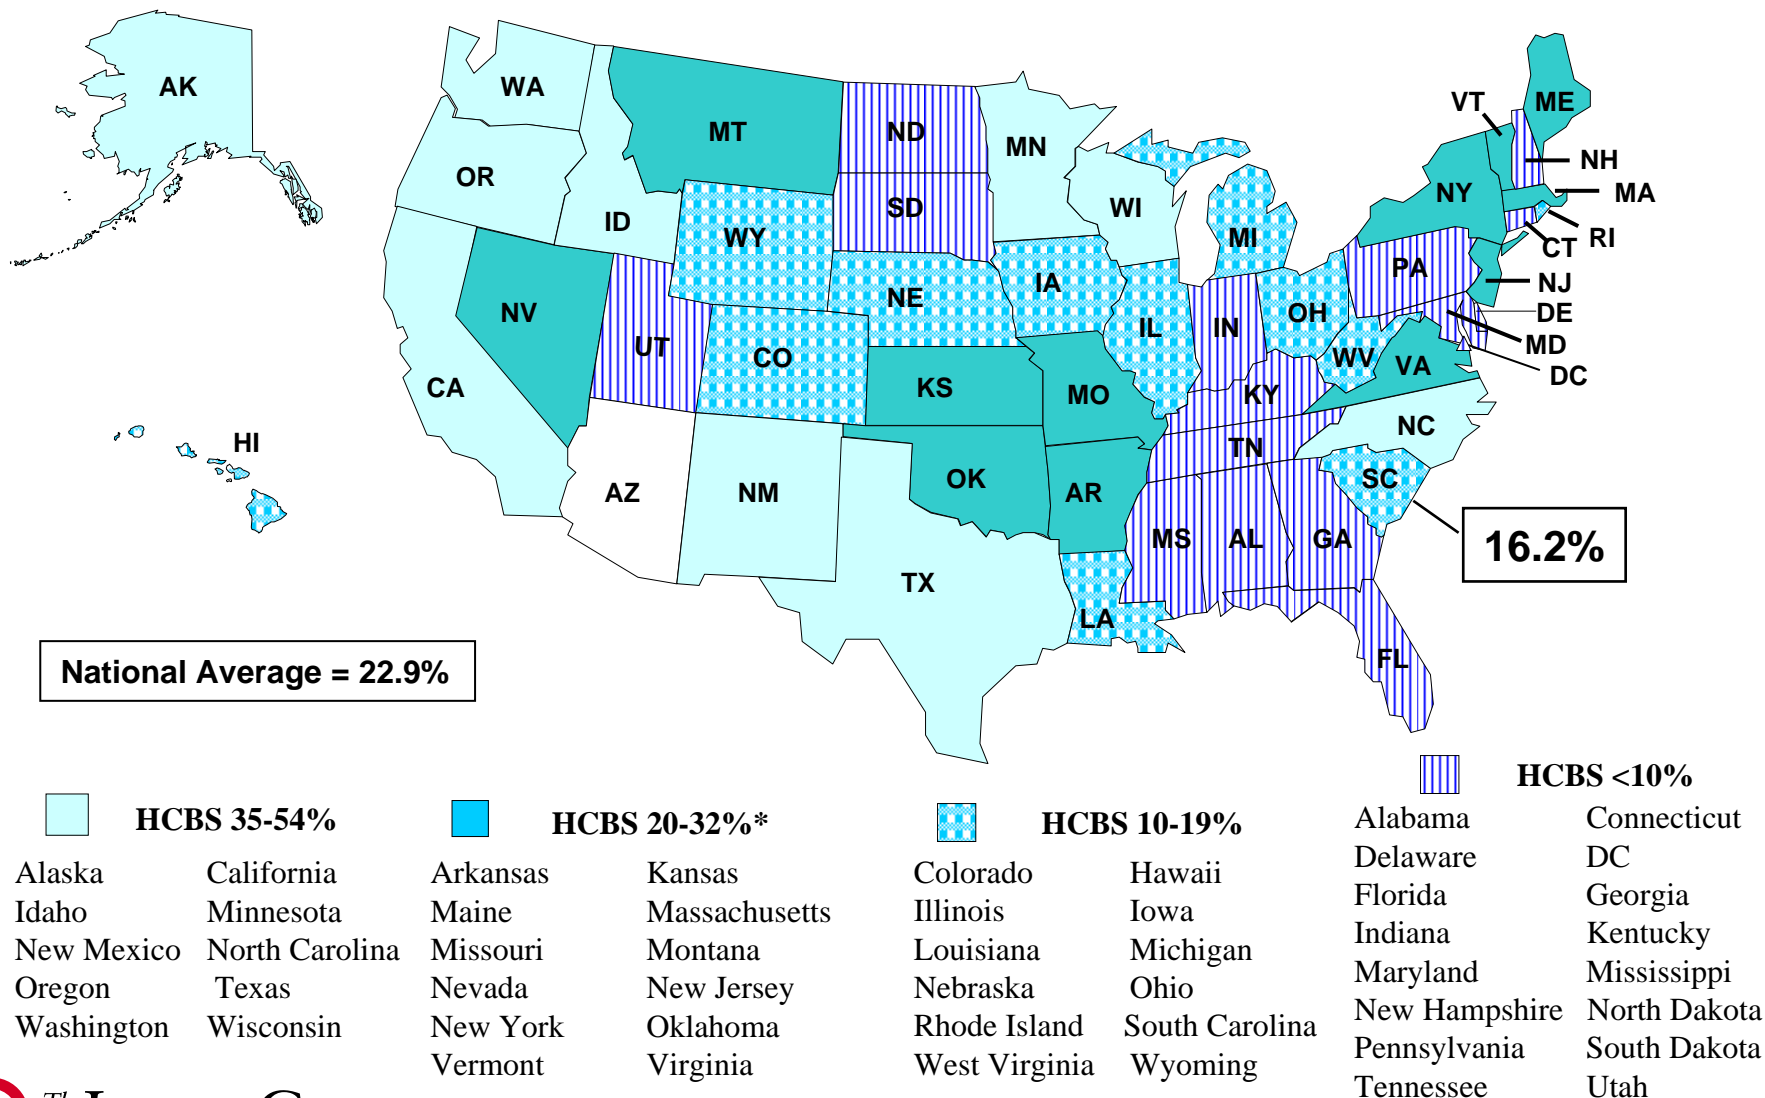 AK
WA
MT
ND
MN
VT
ME
OR
ID
SD
WI
NY
NH
MA
WY
MI
RI
CT
NV
NE
IA
PA
NJ
DE
UT
CO
IL
IN
OH
MD
WV
VA
DC
CA
KS
MO
KY
NC
HI
TN
AZ
NM
OK
AR
SC
MS
AL
GA
16.2%
TX
LA
FL
National Average = 22.9%
HCBS 35-54%
Alaska California
Idaho Minnesota
New Mexico North Carolina
Oregon Texas
Washington Wisconsin
HCBS 20-32%*
Arkansas Kansas
Maine Massachusetts
Missouri Montana
Nevada New Jersey
New York Oklahoma
Vermont Virginia
HCBS 10-19%
Colorado Hawaii
Illinois Iowa
Louisiana Michigan
Nebraska Ohio
Rhode Island South Carolina
West Virginia Wyoming
HCBS <10%
Alabama Connecticut
Delaware DC
Florida Georgia
Indiana Kentucky
Maryland Mississippi
New Hampshire North Dakota
Pennsylvania South Dakota
Tennessee Utah